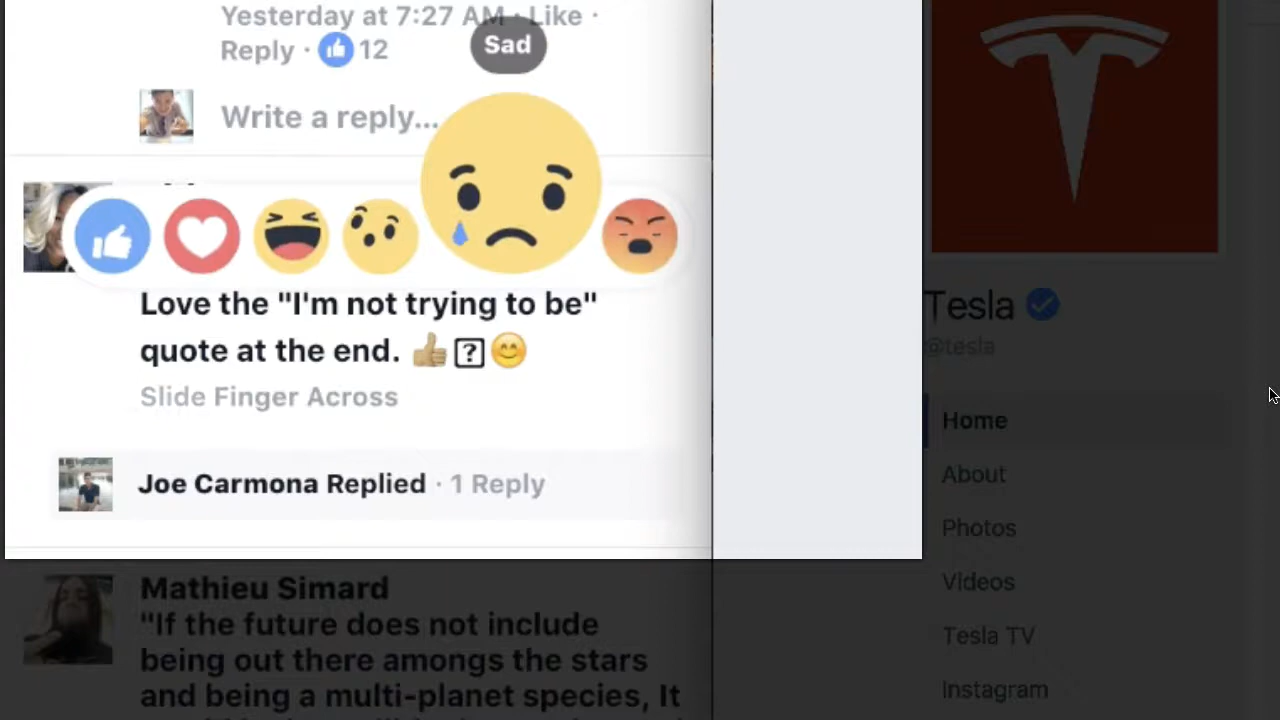 Yesterday at 7:27 AM · Like ·
Reply · 12
Sad
Write a reply...
Love the "I'm not trying to be"
quote at the end. 👍🏼⍰😊
Slide Finger Across
Joe Carmona Replied · 1 Reply
Mathieu Simard
"If the future does not include
being out there amongs the stars
and being a multi-planet species, It
Tesla
@tesla
Home
About
Photos
Videos
Tesla TV
Instagram